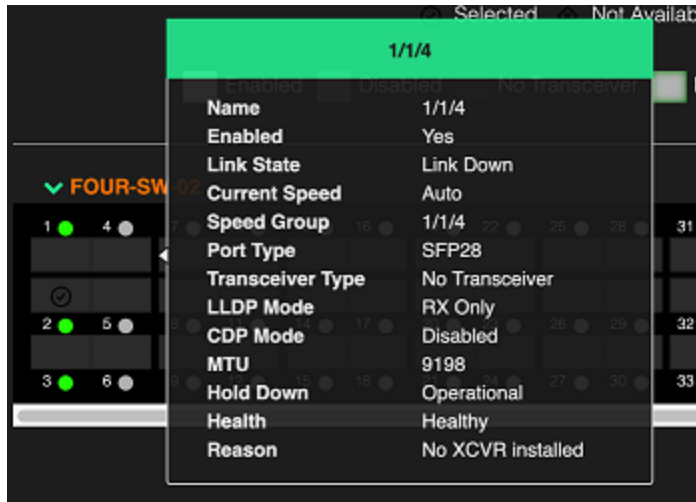 Selected Not Availab
1/1/4
Enabled Disabled No Transceiver
Name 1/1/4
Enabled Yes
Link State Link Down
FOUR-SW-02
Current Speed Auto
Speed Group 1/1/4
1 4 7 16 22 25 28 31
Port Type SFP28
Transceiver Type No Transceiver
LLDP Mode RX Only
2 5 8 17 26 29 32
CDP Mode Disabled
MTU 9198
3 6 9 12 15 18 27 30 33
Hold Down Operational
Health Healthy
Reason No XCVR installed